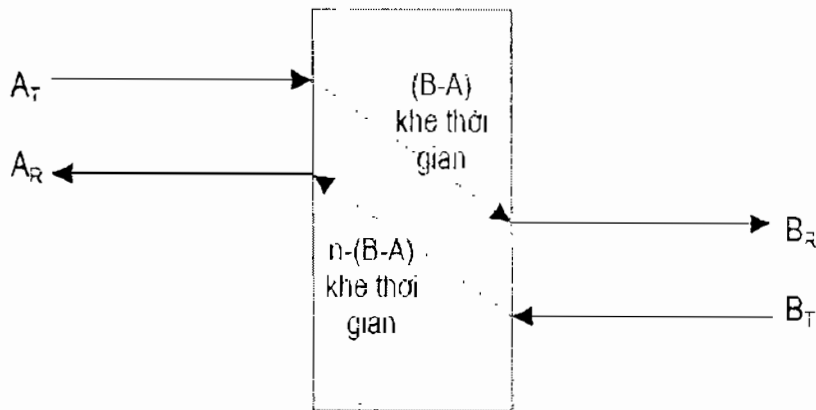 A_T
(B-A)
khe thời
gian
A_R
B_R
n-(B-A)
khe thời
gian
B_T